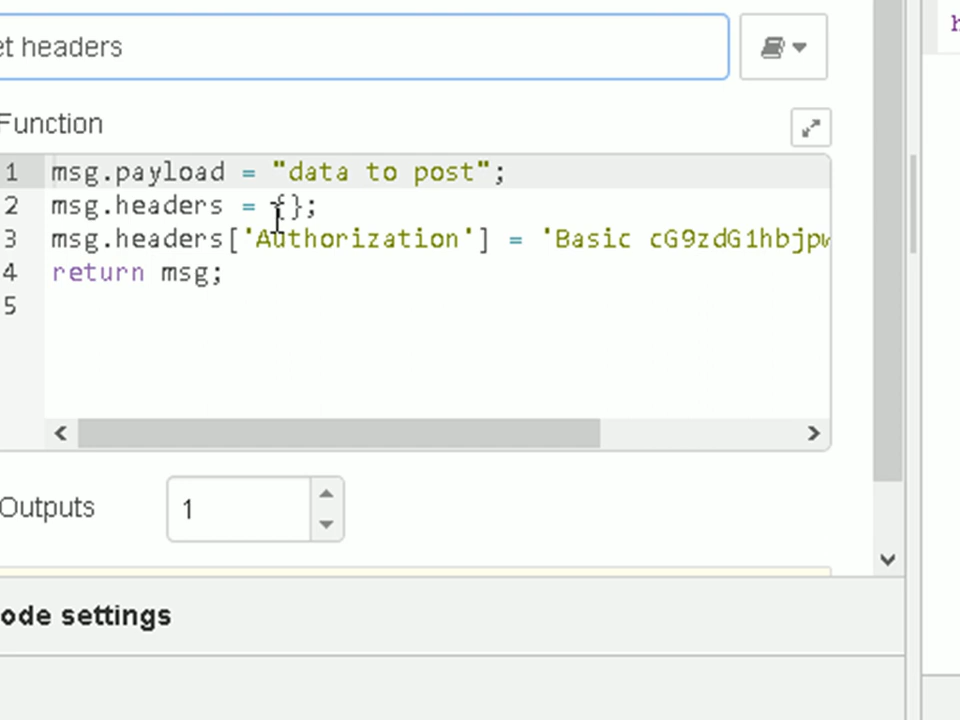 et headers
Function
1 msg.payload = "data to post";
2 msg.headers = {};
3 msg.headers['Authorization'] = 'Basic cG9zdG1hbjpw
4 return msg;
5
Outputs 1
ode settings
h